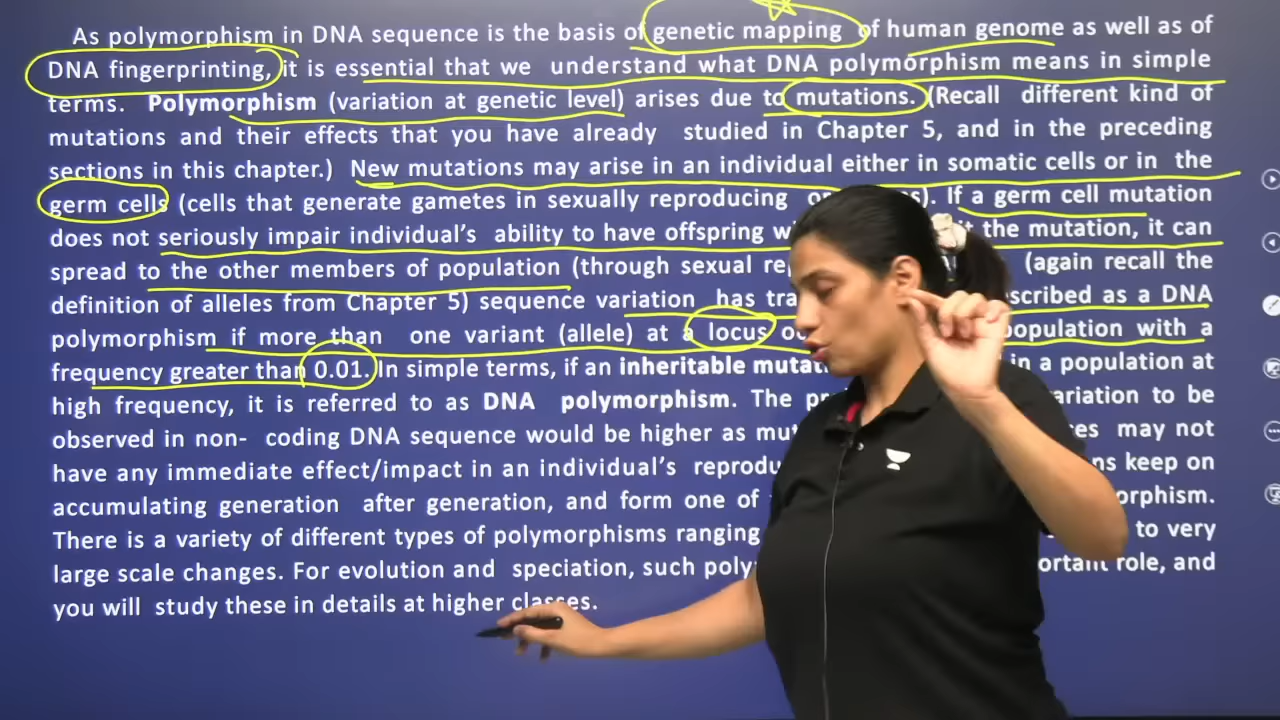 As polymorphism in DNA sequence is the basis of genetic mapping of human genome as well as of
DNA fingerprinting, it is essential that we understand what DNA polymorphism means in simple
terms. Polymorphism (variation at genetic level) arises due to mutations. (Recall different kind of
mutations and their effects that you have already studied in Chapter 5, and in the preceding
sections in this chapter.) New mutations may arise in an individual either in somatic cells or in the
germ cells (cells that generate gametes in sexually reproducing If a germ cell mutation
does not seriously impair individual's ability to have offspring the mutation, it can
spread to the other members of population (through sexual (again recall the
definition of alleles from Chapter 5) sequence variation has as a DNA
polymorphism if more than one variant (allele) at a locus population with a
frequency greater than 0.01. In simple terms, if an inheritable in a population at
high frequency, it is referred to as DNA polymorphism. The to be
observed in non- coding DNA sequence would be higher as may not
have any immediate effect/impact in an individual's keep on
accumulating generation after generation, and form one of
There is a variety of different types of polymorphisms ranging to very
large scale changes. For evolution and speciation, such role, and
you will study these in details at higher classes.